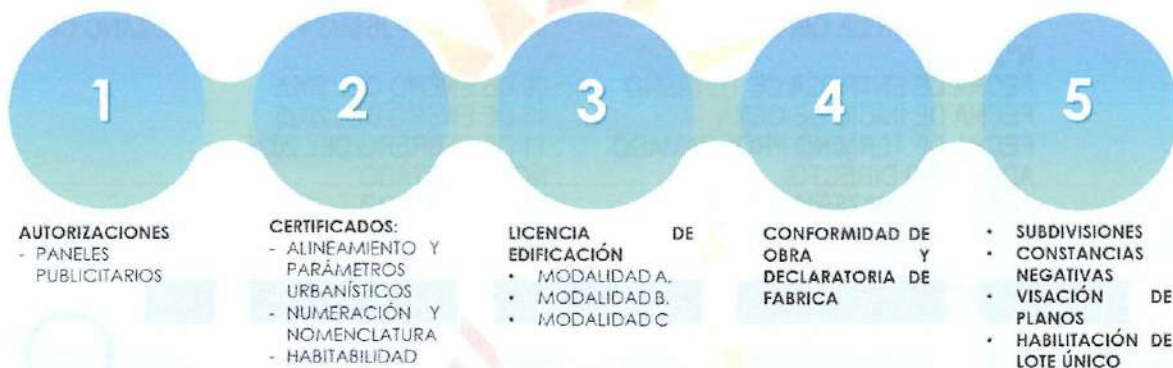 1
2
3
4
5
AUTORIZACIONES
- PANELES
PUBLICITARIOS
CERTIFICADOS:
- ALINEAMIENTO Y
PARÁMETROS
URBANÍSTICOS
- NUMERACIÓN Y
NOMENCLATURA
- HABITABILIDAD
LICENCIA DE
EDIFICACIÓN
• MODALIDAD A.
• MODALIDAD B.
• MODALIDAD C
CONFORMIDAD DE
OBRA Y
DECLARATORIA DE
FABRICA
• SUBDIVISIONES
• CONSTANCIAS
NEGATIVAS
• VISACIÓN DE
PLANOS
• HABILITACIÓN DE
LOTE ÚNICO